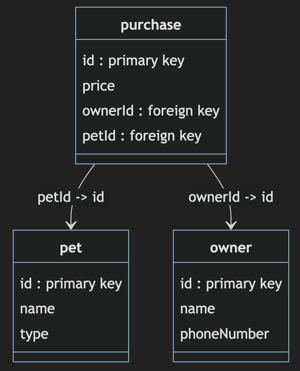 purchase
id : primary key
price
ownerId : foreign key
petId : foreign key
petId -> id
ownerId -> id
pet
id : primary key
name
type
owner
id : primary key
name
phoneNumber